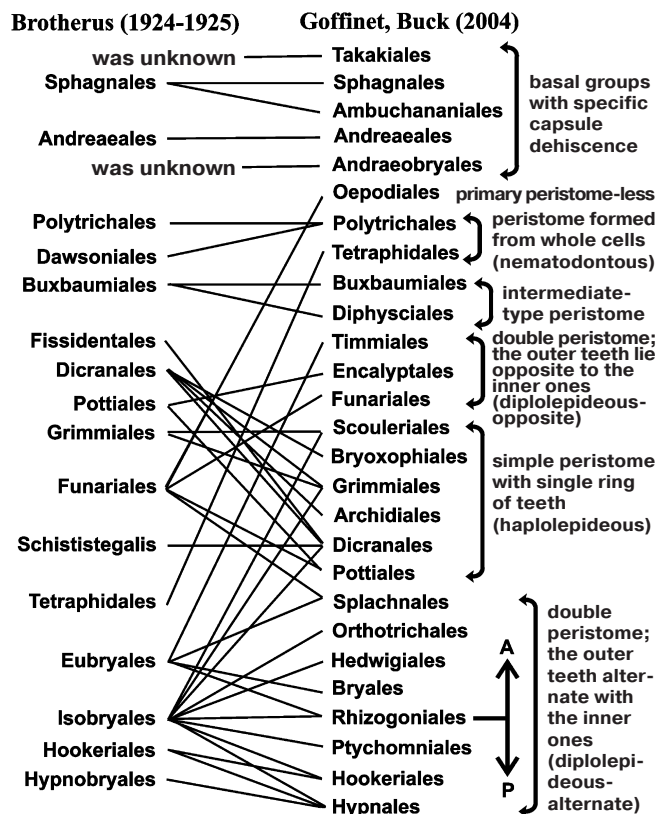 Brotherus (1924-1925)
Goffinet, Buck (2004)
was unknown
Sphagnales
Andreaeales
was unknown
Polytrichales
Dawsoniales
Buxbaumiales
Fissidentales
Dicranales
Pottiales
Grimmiales
Funariales
Schististegalis
Tetraphidales
Eubryales
Isobryales
Hookeriales
Hypnobryales
Takakiales
Sphagnales
Ambuchananiales
Andreaeales
Andraeobryales
Oepodiales
Polytrichales
Tetraphidales
Buxbaumiales
Diphysciales
Timmiales
Encalyptales
Funariales
Scouleriales
Bryoxophiales
Grimmiales
Archidiales
Dicranales
Pottiales
Splachnales
Orthotrichales
Hedwigiales
Bryales
Rhizogoniales
Ptychomniales
Hookeriales
Hypnales
basal groups
with specific
capsule
dehiscence
primary peristome-less
peristome formed
from whole cells
(nematodontous)
intermediate-
type peristome
double peristome;
the outer teeth lie
opposite to the
inner ones
(diplolepideous-
opposite)
simple peristome
with single ring
of teeth
(haplolepideous)
A
P
double
peristome;
the outer
teeth alter-
nate with
the inner
ones
(diplolepi-
deous-
alternate)